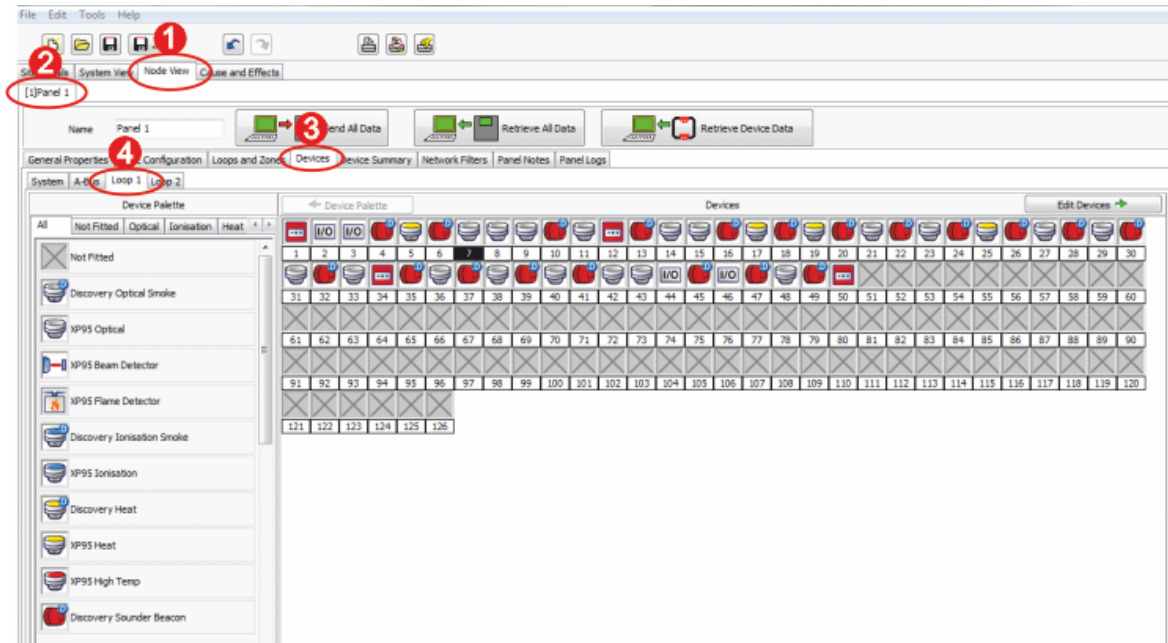 File Edit Tools Help
1
2
System View Node View Cause and Effects
[1]Panel 1
Name Panel 1 Send All Data Retrieve All Data Retrieve Device Data
3
4
General Properties Configuration Loops and Zones Devices Device Summary Network Filters Panel Notes Panel Logs
System A-Bus Loop 1 Loop 2
Device Palette Device Palette Devices Edit Devices
All Not Fitted Optical Ionisation Heat
Not Fitted
Discovery Optical Smoke
XP95 Optical
XP95 Beam Detector
XP95 Flame Detector
Discovery Ionisation Smoke
XP95 Ionisation
Discovery Heat
XP95 Heat
XP95 High Temp
Discovery Sounder Beacon
I/O I/O
1 2 3 4 5 6 7 8 9 10 11 12 13 14 15 16 17 18 19 20 21 22 23 24 25 26 27 28 29 30
I/O I/O
31 32 33 34 35 36 37 38 39 40 41 42 43 44 45 46 47 48 49 50 51 52 53 54 55 56 57 58 59 60
61 62 63 64 65 66 67 68 69 70 71 72 73 74 75 76 77 78 79 80 81 82 83 84 85 86 87 88 89 90
91 92 93 94 95 96 97 98 99 100 101 102 103 104 105 106 107 108 109 110 111 112 113 114 115 116 117 118 119 120
121 122 123 124 125 126